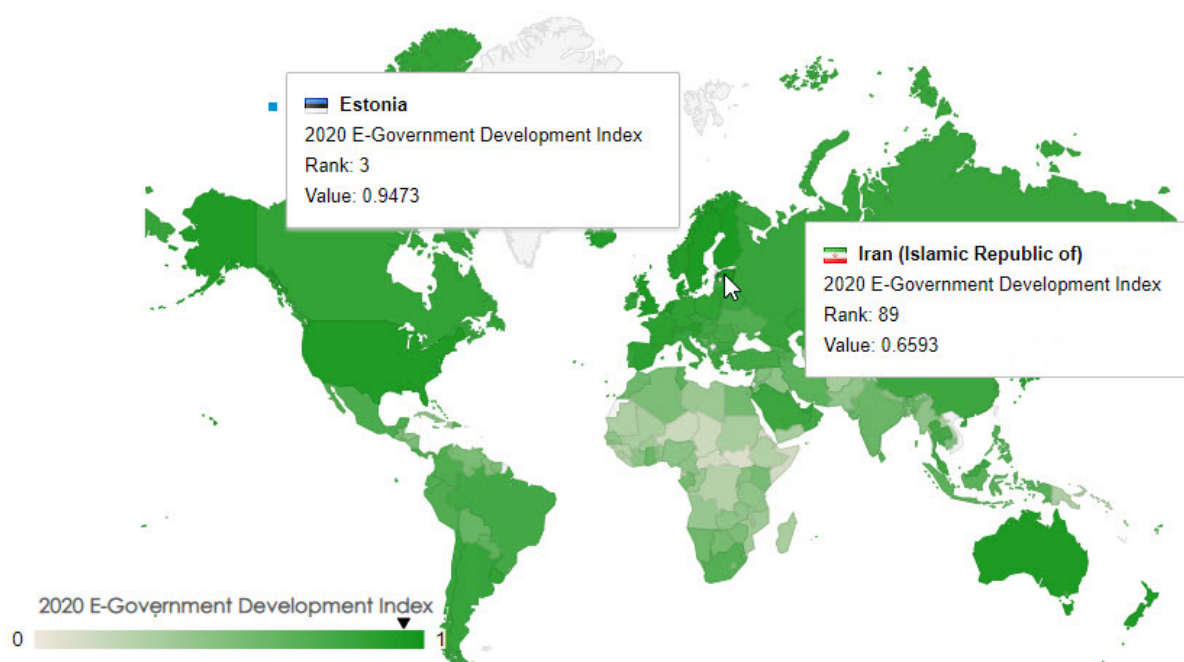 Estonia
2020 E-Government Development Index
Rank: 3
Value: 0.9473
Iran (Islamic Republic of)
2020 E-Government Development Index
Rank: 89
Value: 0.6593
2020 E-Government Development Index
0 1